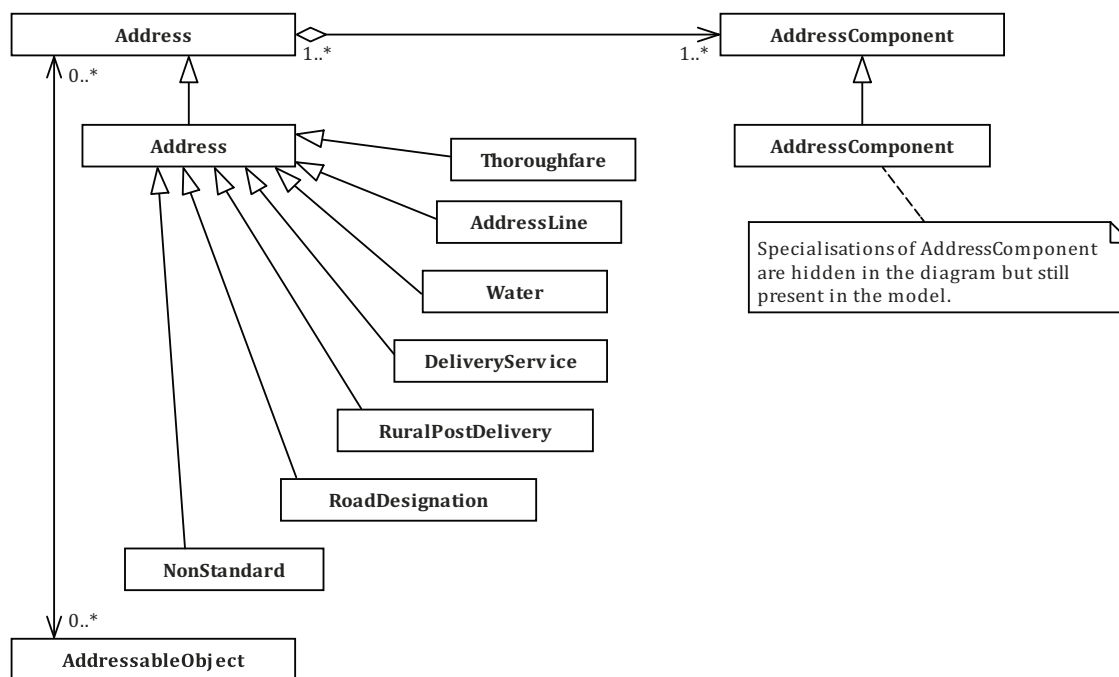 Address
AddressComponent
1..*
1..*
0..*
Address
AddressComponent
Thoroughfare
AddressLine
Specialisations of AddressComponent
are hidden in the diagram but still
present in the model.
Water
DeliveryService
RuralPostDelivery
RoadDesignation
NonStandard
0..*
AddressableObject